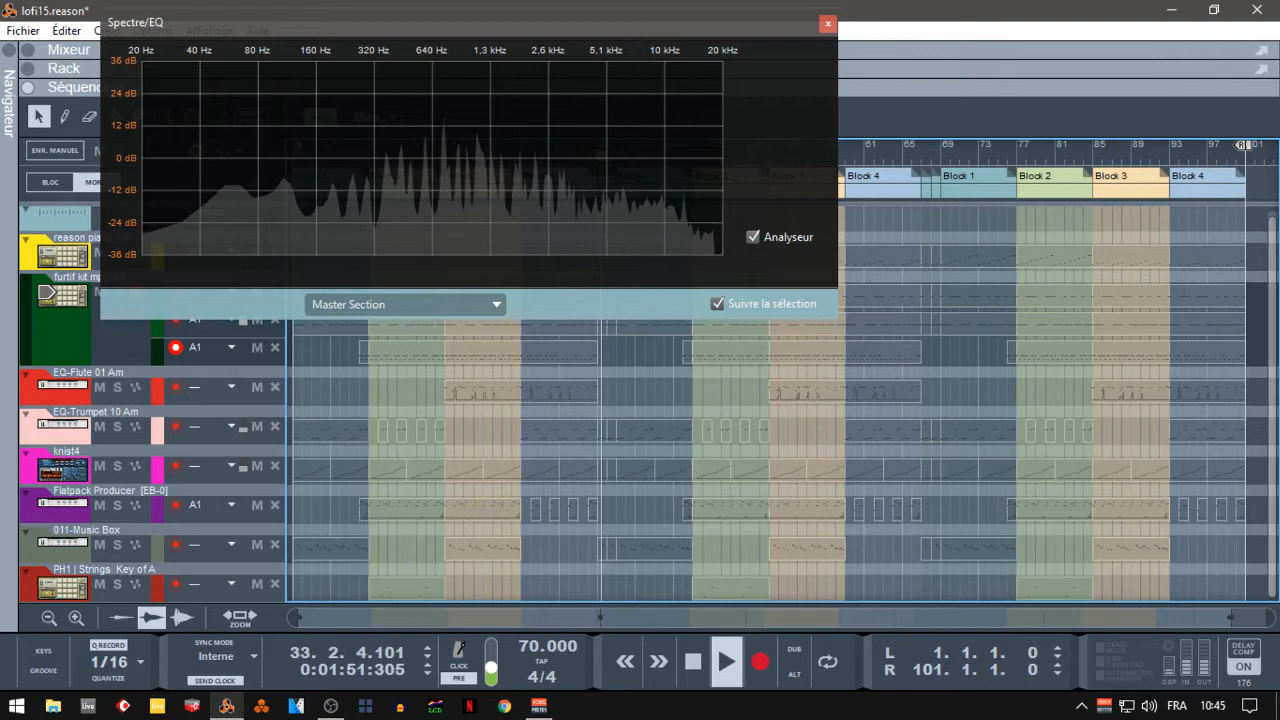 lofi15.reason*
Spectre/EQ
x
Fichier Éditer Affichage Aide
20 Hz 40 Hz 80 Hz 160 Hz 320 Hz 640 Hz 1,3 kHz 2,6 kHz 5,1 kHz 10 kHz 20 kHz
Mixeur
Rack
Navigateur
36 dB
24 dB
12 dB
0 dB
-12 dB
-24 dB
-36 dB
ENR. MANUEL M
61 65 69 73 77 81 85 89 93 97 R 101
BLOC
Block 4 Block 1 Block 2 Block 3 Block 4
Analyseur
Master Section
Suivre la sélection
A1
A1 M
EQ-Flute 01 Am
M S —  M
EQ-Trumpet 10 Am
M S — M
knist4
M S — M
Flatpack Producer [EB-0]
M S A1 M
011-Music Box
M S — M
PH1 | Strings Key of A
M S — M
ZOOM
KEYS
GROOVE
Q RECORD
1/16
QUANTIZE
SYNC MODE
Interne
SEND CLOCK
33. 2. 4.101
0:01:51:305
CLICK
PRE
70.000
TAP
4/4
DUB
ALT
L 1. 1. 1. 0
R 101. 1. 1. 0
DSP IN OUT
DELAY
COMP
ON
176
Live Live LCB N FRA 10:45